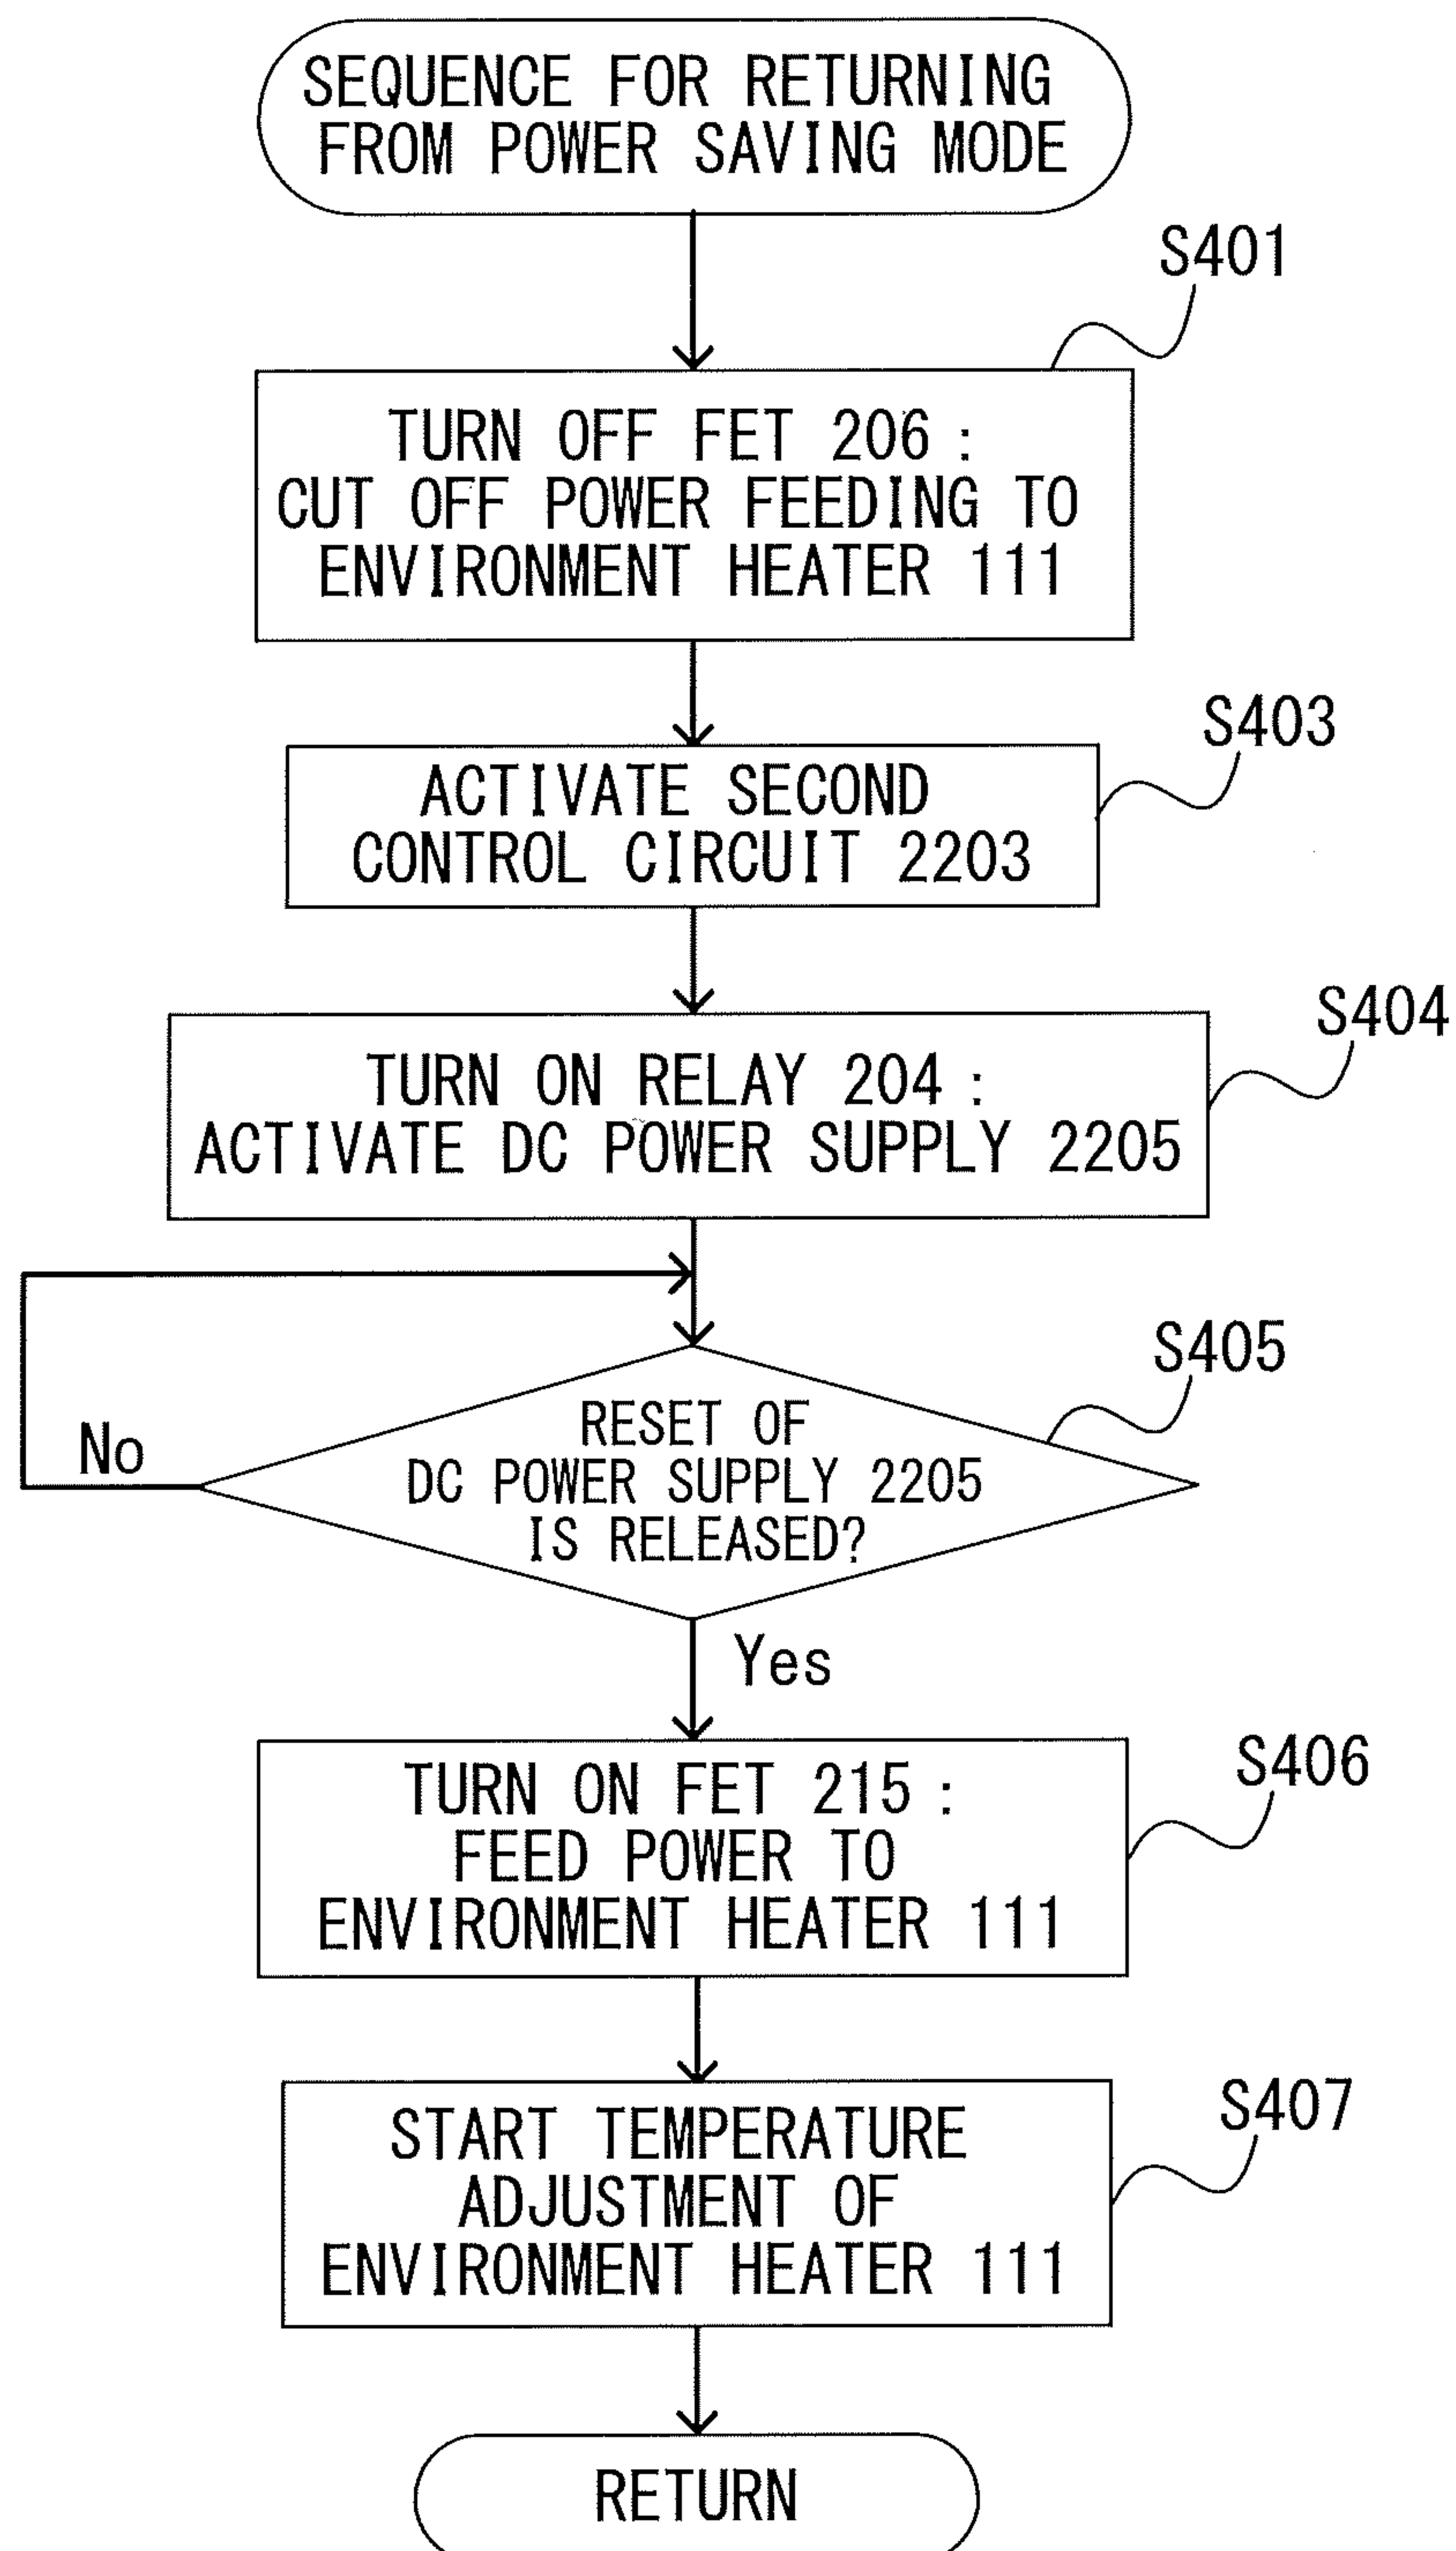 SEQUENCE FOR RETURNING
FROM POWER SAVING MODE
S401
TURN OFF FET 206 :
CUT OFF POWER FEEDING TO
ENVIRONMENT HEATER 111
S403
ACTIVATE SECOND
CONTROL CIRCUIT 2203
S404
TURN ON RELAY 204 :
ACTIVATE DC POWER SUPPLY 2205
S405
RESET OF
DC POWER SUPPLY 2205
IS RELEASED?
No
Yes
S406
TURN ON FET 215 :
FEED POWER TO
ENVIRONMENT HEATER 111
S407
START TEMPERATURE
ADJUSTMENT OF
ENVIRONMENT HEATER 111
RETURN